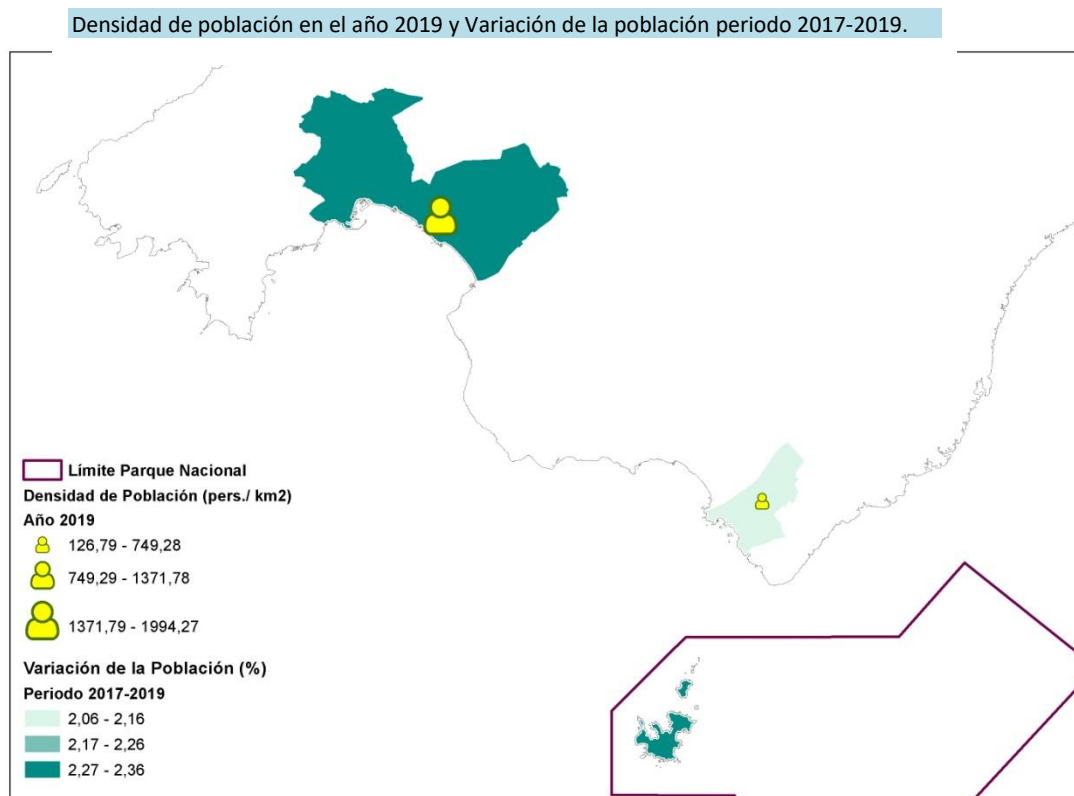 Densidad de población en el año 2019 y Variación de la población periodo 2017-2019.
Límite Parque Nacional
Densidad de Población (pers./ km2)
Año 2019
126,79 - 749,28
749,29 - 1371,78
1371,79 - 1994,27
Variación de la Población (%)
Periodo 2017-2019
2,06 - 2,16
2,17 - 2,26
2,27 - 2,36